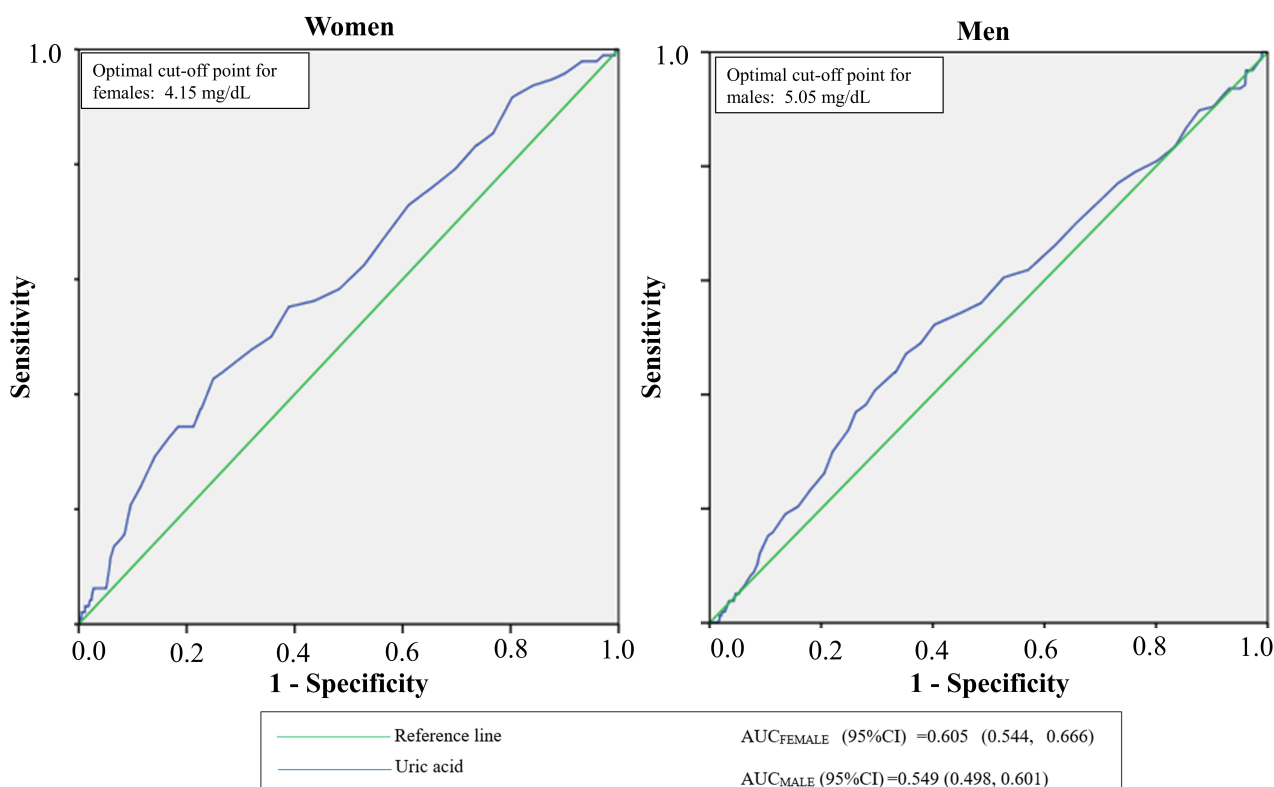 Women
Men
1.0
Optimal cut-off point for
females: 4.15 mg/dL
1.0
Optimal cut-off point for
males: 5.05 mg/dL
Sensitivity
Sensitivity
0.0 0.2 0.4 0.6 0.8 1.0
0.0 0.2 0.4 0.6 0.8 1.0
1 - Specificity
1 - Specificity
Reference line
Uric acid
AUCFEMALE (95%CI) =0.605 (0.544, 0.666)
AUCMALE (95%CI) =0.549 (0.498, 0.601)